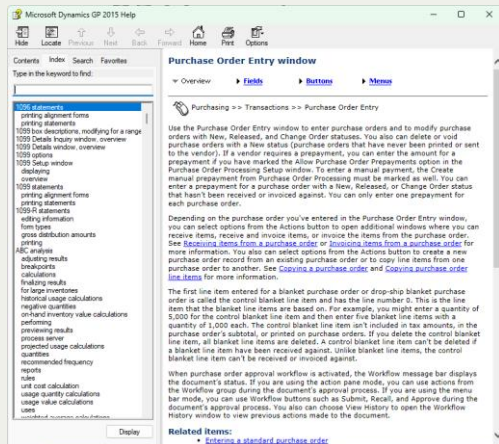 Microsoft Dynamics GP 2015 Help
Hide Locate Previous Next Back Forward Home Print Options
Contents Index Search Favorites
Type in the keyword to find:
1096 statements
printing alignment forms
printing statements
1099 box descriptions, modifying for a range
1099 Details Inquiry window, overview
1099 Details window, overview
1099 options
1099 Setup window
displaying
overview
1099 statements
printing alignment forms
printing statements
1099-R statements
editing information
form types
gross distribution amounts
printing
ABC analysis
adjusting results
breakpoints
calculations
finalizing results
for large inventories
historical usage calculations
negative quantities
on-hand inventory value calculations
performing
previewing results
process server
projected usage calculations
quantities
recommended frequency
reports
rules
unit cost calculation
usage quantity calculations
usage value calculations
uses
weighted average calculations
Display
Purchase Order Entry window
Overview Fields Buttons Menus
Purchasing >> Transactions >> Purchase Order Entry
Use the Purchase Order Entry window to enter purchase orders and to modify purchase
orders with New, Released, and Change Order statuses. You also can delete or void
purchase orders with a New status (purchase orders that have never been printed or sent
to the vendor). If a vendor requires a prepayment, you can enter the amount for a
prepayment if you have marked the Allow Purchase Order Prepayments option in the
Purchase Order Processing Setup window. To enter a manual payment, the Create
manual prepayment from Purchase Order Processing must be marked as well. You can
enter a prepayment for a purchase order with a New, Released, or Change Order status
that hasn't been received or invoiced against. You can only enter one prepayment for
each purchase order.
Depending on the purchase order you've entered in the Purchase Order Entry window,
you can select options from the Actions button to open additional windows where you can
receive items, receive and invoice items, or invoice the items from the purchase order.
See Receiving items from a purchase order or Invoicing items from a purchase order for
more information. You also can select options from the Actions button to create a new
purchase order record from an existing purchase order or to copy line items from one
purchase order to another. See Copying a purchase order and Copying purchase order
line items for more information.
The first line item entered for a blanket purchase order or drop-ship blanket purchase
order is called the control blanket line item and has the line number 0. This is the line
item that the blanket line items are based on. For example, you might enter a quantity of
5,000 for the control blanket line item and then enter five blanket line items with a
quantity of 1,000 each. The control blanket line item isn't included in tax amounts, in the
purchase order's subtotal, or printed on purchase orders. If you delete the control blanket
line item, all blanket line items are deleted. A control blanket line item can't be deleted if
a blanket line item have been received against. Unlike blanket line items, the control
blanket line item can't be received or invoiced against.
When purchase order approval workflow is activated, the Workflow message bar displays
the document's status. If you are using the action pane mode, you can use actions from
the Workflow group during the document's approval process. If you are using the menu
bar mode, you can use Workflow buttons such as Submit, Recall, and Approve during the
document's approval process. You also can choose View History to open the Workflow
History window to view previous actions made to the document.
Related items:
Entering a standard purchase order